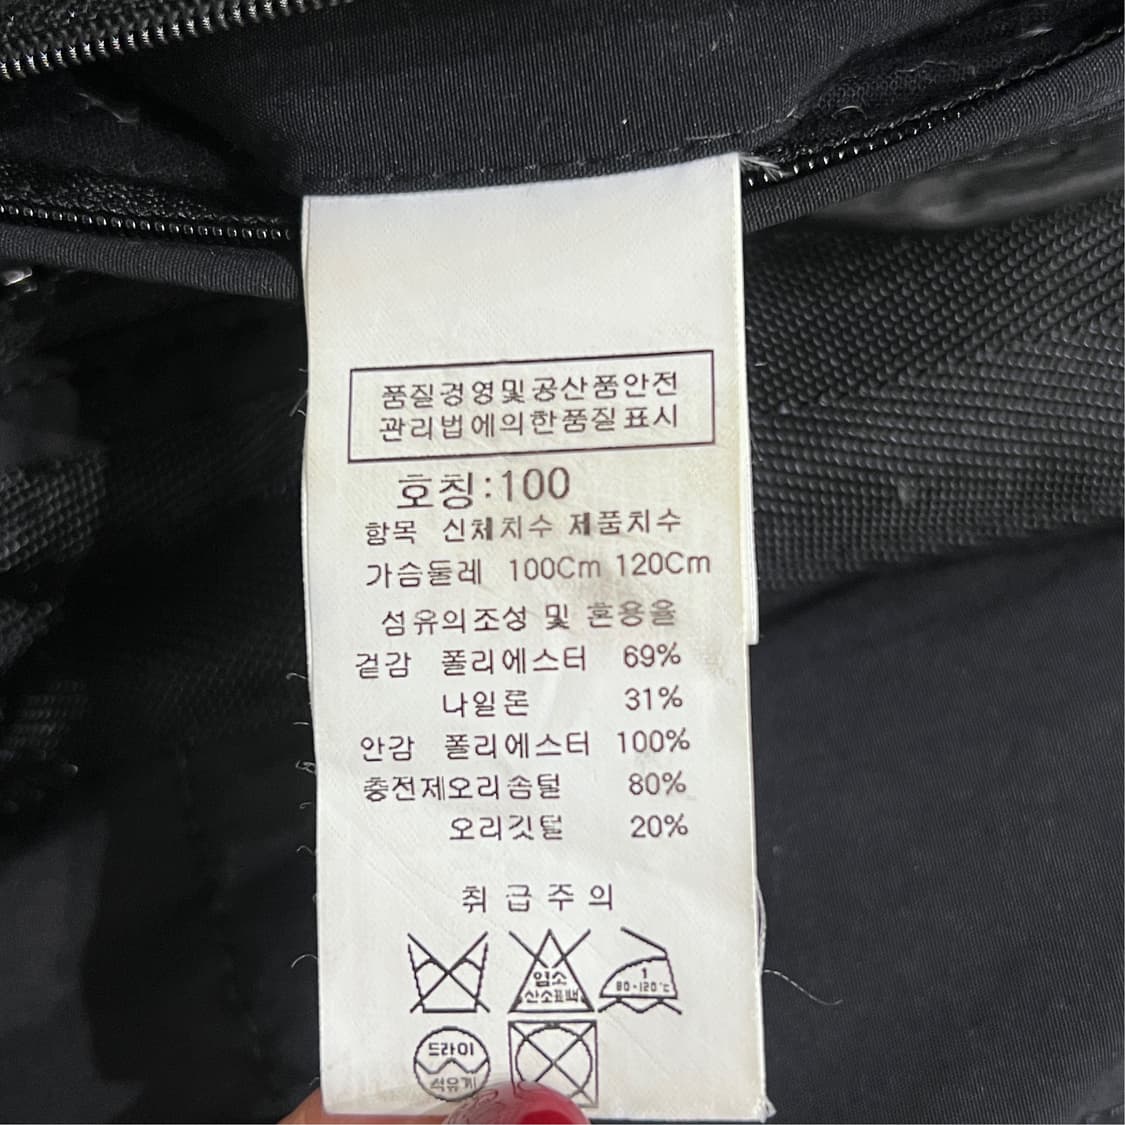 품질경영및공산품안전
관리법에의한품질표시
호칭:100
항목 신체치수 제품치수
가슴둘레 100Cm 120Cm
섬유의조성 및 혼용율
겉감 폴리에스터 69%
나일론 31%
안감 폴리에스터 100%
충전제오리솜털 80%
오리깃털 20%
취급주의
염소
산소표백
1
80-120℃
드라이
석유계